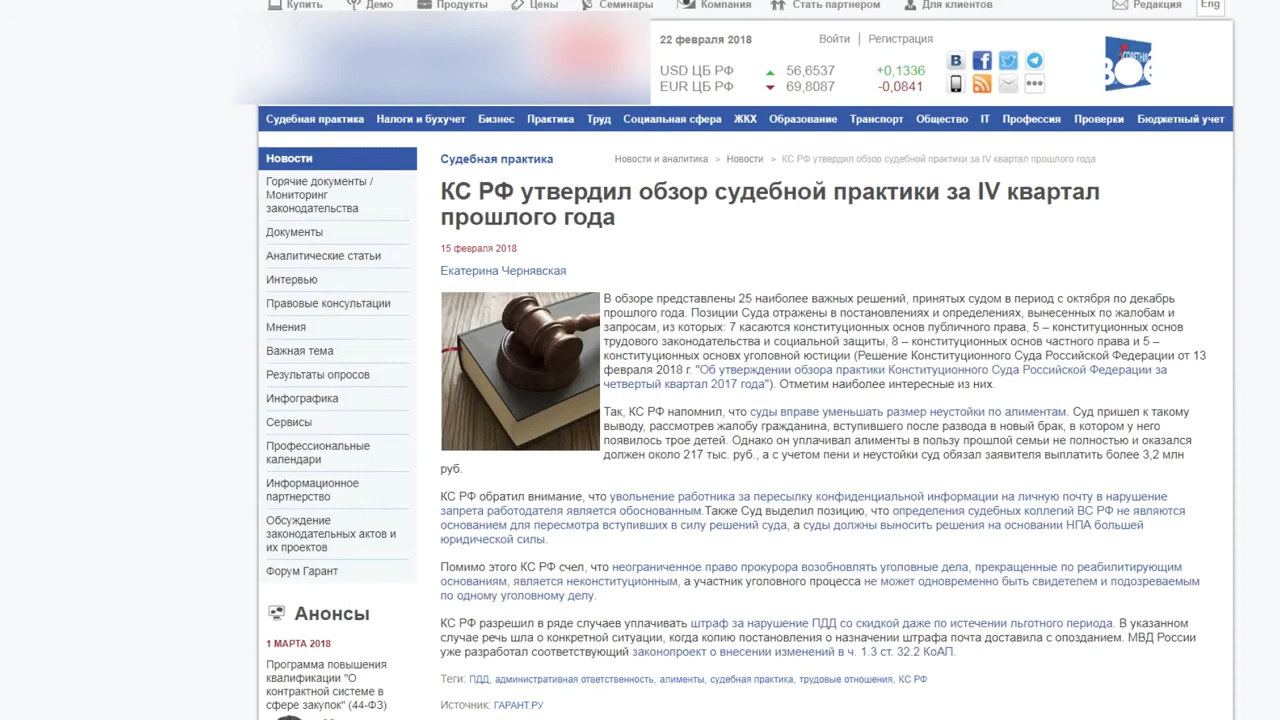 Купить Демо Продукты Цены Семинары Компания Стать партнером Для клиентов Редакция Eng
22 февраля 2018 Войти | Регистрация
USD ЦБ РФ 56,6537 +0,1336
EUR ЦБ РФ 69,8087 -0,0841
Судебная практика Налоги и бухучет Бизнес Практика Труд Социальная сфера ЖКХ Образование Транспорт Общество IT Профессия Проверки Бюджетный учет
Новости
Горячие документы /
Мониторинг
законодательства
Документы
Аналитические статьи
Интервью
Правовые консультации
Мнения
Важная тема
Результаты опросов
Инфографика
Сервисы
Профессиональные
календари
Информационное
партнерство
Обсуждение
законодательных актов и
их проектов
Форум Гарант
Анонсы
1 МАРТА 2018
Программа повышения
квалификации "О
контрактной системе в
сфере закупок" (44-ФЗ)
Судебная практика Новости и аналитика > Новости > КС РФ утвердил обзор судебной практики за IV квартал прошлого года
КС РФ утвердил обзор судебной практики за IV квартал
прошлого года
15 февраля 2018
Екатерина Чернявская
В обзоре представлены 25 наиболее важных решений, принятых судом в период с октября по декабрь
прошлого года. Позиции Суда отражены в постановлениях и определениях, вынесенных по жалобам и
запросам, из которых: 7 касаются конституционных основ публичного права, 5 – конституционных основ
трудового законодательства и социальной защиты, 8 – конституционных основ частного права и 5 –
конституционных основх уголовной юстиции (Решение Конституционного Суда Российской Федерации от 13
февраля 2018 г. "Об утверждении обзора практики Конституционного Суда Российской Федерации за
четвертый квартал 2017 года"). Отметим наиболее интересные из них.
Так, КС РФ напомнил, что суды вправе уменьшать размер неустойки по алиментам. Суд пришел к такому
выводу, рассмотрев жалобу гражданина, вступившего после развода в новый брак, в котором у него
появилось трое детей. Однако он уплачивал алименты в пользу прошлой семьи не полностью и оказался
должен около 217 тыс. руб., а с учетом пени и неустойки суд обязал заявителя выплатить более 3,2 млн
руб.
КС РФ обратил внимание, что увольнение работника за пересылку конфиденциальной информации на личную почту в нарушение
запрета работодателя является обоснованным.Также Суд выделил позицию, что определения судебных коллегий ВС РФ не являются
основанием для пересмотра вступивших в силу решений суда, а суды должны выносить решения на основании НПА большей
юридической силы.
Помимо этого КС РФ счел, что неограниченное право прокурора возобновлять уголовные дела, прекращенные по реабилитирующим
основаниям, является неконституционным, а участник уголовного процесса не может одновременно быть свидетелем и подозреваемым
по одному уголовному делу.
КС РФ разрешил в ряде случаев уплачивать штраф за нарушение ПДД со скидкой даже по истечении льготного периода. В указанном
случае речь шла о конкретной ситуации, когда копию постановления о назначении штрафа почта доставила с опозданием. МВД России
уже разработал соответствующий законопроект о внесении изменений в ч. 1.3 ст. 32.2 КоАП.
Теги: ПДД, административная ответственность, алименты, судебная практика, трудовые отношения, КС РФ
Источник: ГАРАНТ.РУ